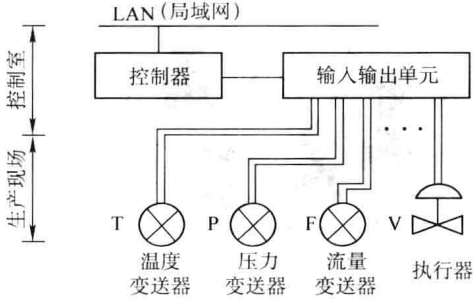 LAN(局域网)
控制器
输入输出单元
控制室
生产现场
...
T
P
F
V
温度
变送器
压力
变送器
流量
变送器
执行器